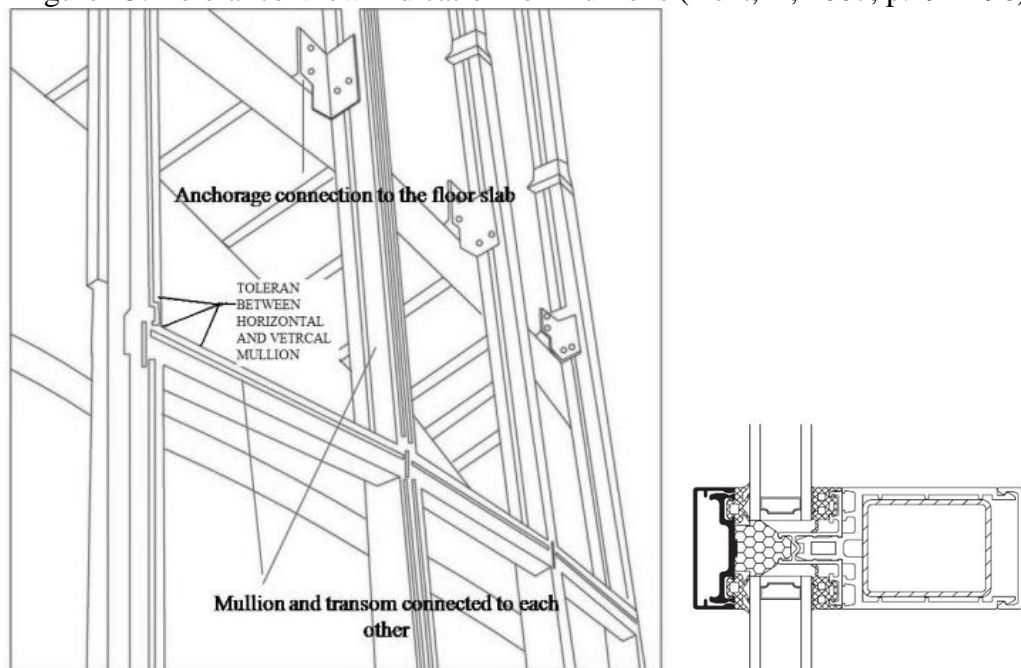 Anchorage connection to the floor slab
TOLERAN
BETWEEN
HORIZONTAL
AND VETRCAL
MULLION
Mullion and transom connected to each
other